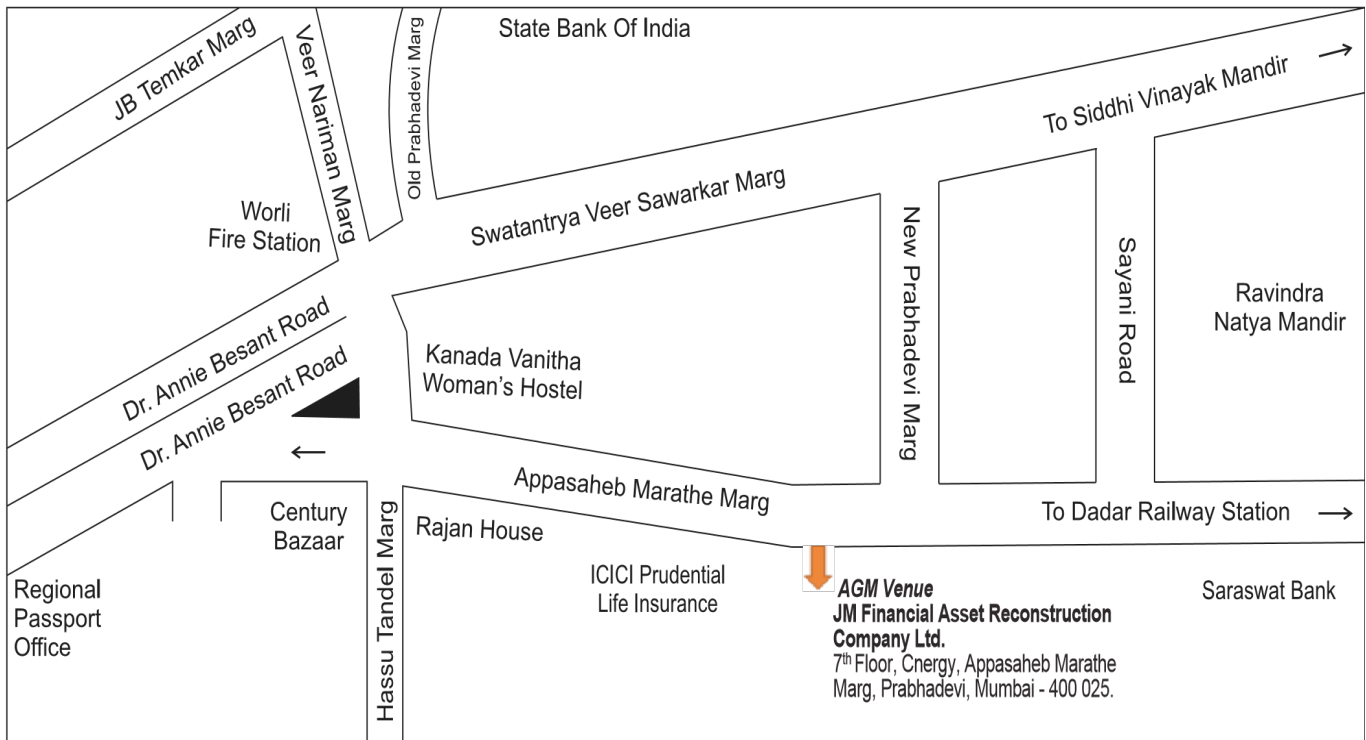 JB Temkar Marg
Veer Nariman Marg
Old Prabhadevi Marg
State Bank Of India
To Siddhi Vinayak Mandir →
Swatantrya Veer Sawarkar Marg
Worli
Fire Station
New Prabhadevi Marg
Sayani Road
Ravindra
Natya Mandir
Dr. Annie Besant Road
Dr. Annie Besant Road
Kanada Vanitha
Woman's Hostel
←
Appasaheb Marathe Marg
To Dadar Railway Station →
Century
Bazaar
Hassu Tandel Marg
Rajan House
ICICI Prudential
Life Insurance
Regional
Passport
Office
AGM Venue
JM Financial Asset Reconstruction
Company Ltd.
7th Floor, Cnergy, Appasaheb Marathe
Marg, Prabhadevi, Mumbai - 400 025.
Saraswat Bank